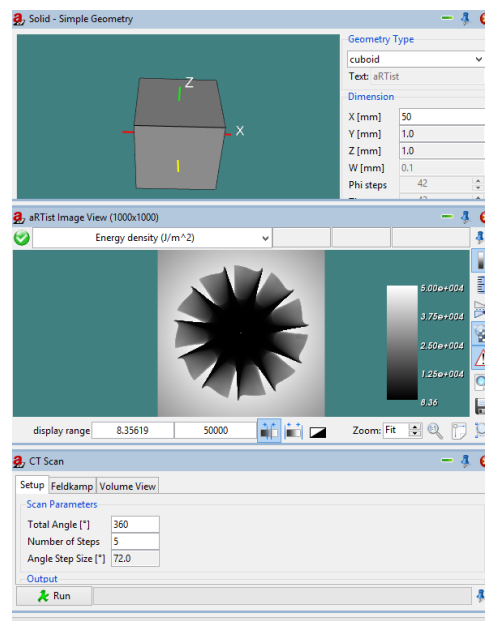 Solid - Simple Geometry
Geometry Type
cuboid
Text: aRTist
Dimension
X [mm] 50
Y [mm] 1.0
Z [mm] 1.0
W [mm] 0.1
Phi steps 42
Z
X
aRTist Image View (1000x1000)
Energy density (J/m^2)
5.00e+004
3.75e+004
2.50e+004
1.25e+004
8.36
display range 8.35619 50000 Zoom: Fit
CT Scan
Setup Feldkamp Volume View
Scan Parameters
Total Angle [°] 360
Number of Steps 5
Angle Step Size [°] 72.0
Output
Run